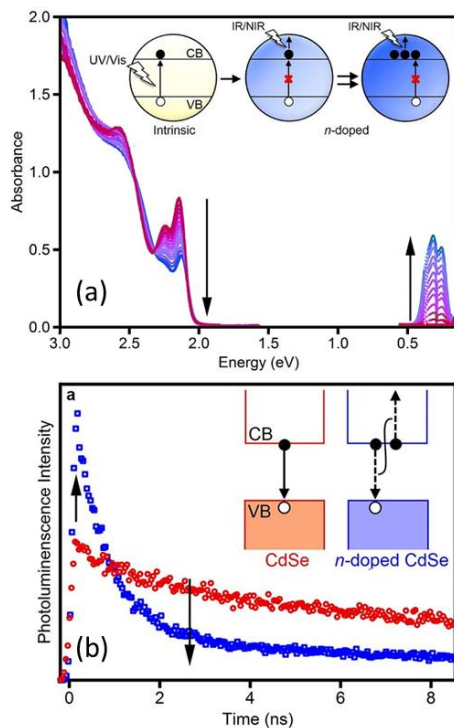 2.0
1.5
1.0
0.5
0.0
Absorbance
UV/Vis
CB
VB
Intrinsic
IR/NIR
IR/NIR
n-doped
(a)
3.0 2.5 2.0 1.5 1.0 0.5
Energy (eV)
a
Photoluminenscence Intensity
CB
VB
CdSe
n-doped CdSe
(b)
0 2 4 6 8
Time (ns)